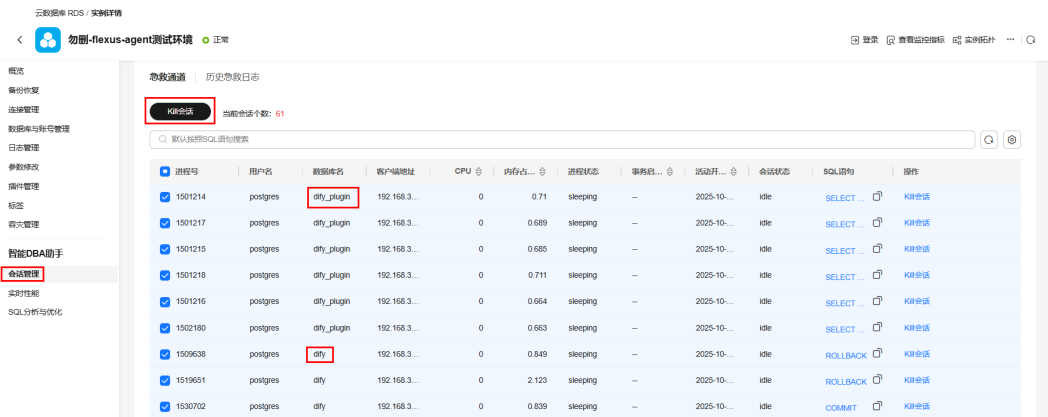 云数据库 RDS / 实例详情
勿删-flexus-agent测试环境 正常
登录 查看监控指标 实例拓扑 ···
概览
备份恢复
连接管理
数据库与账号管理
日志管理
参数修改
插件管理
标签
容灾管理
智能DBA助手
会话管理
实时性能
SQL分析与优化
急救通道 历史急救日志
Kill会话 当前会话个数: 61
默认按照SQL语句搜索
进程号 用户名 数据库名 客户端地址 CPU 内存占... 进程状态 事务启... 活动开... 会话状态 SQL语句 操作
1501214 postgres dify_plugin 192.168.3... 0 0.71 sleeping -- 2025-10-... idle SELECT ... Kill会话
1501217 postgres dify_plugin 192.168.3... 0 0.689 sleeping -- 2025-10-... idle SELECT ... Kill会话
1501215 postgres dify_plugin 192.168.3... 0 0.685 sleeping -- 2025-10-... idle SELECT ... Kill会话
1501218 postgres dify_plugin 192.168.3... 0 0.711 sleeping -- 2025-10-... idle SELECT ... Kill会话
1501216 postgres dify_plugin 192.168.3... 0 0.664 sleeping -- 2025-10-... idle SELECT ... Kill会话
1502180 postgres dify_plugin 192.168.3... 0 0.663 sleeping -- 2025-10-... idle SELECT ... Kill会话
1509638 postgres dify 192.168.3... 0 0.849 sleeping -- 2025-10-... idle ROLLBACK Kill会话
1519651 postgres dify 192.168.3... 0 2.123 sleeping -- 2025-10-... idle ROLLBACK Kill会话
1530702 postgres dify 192.168.3... 0 0.839 sleeping -- 2025-10-... idle COMMIT Kill会话